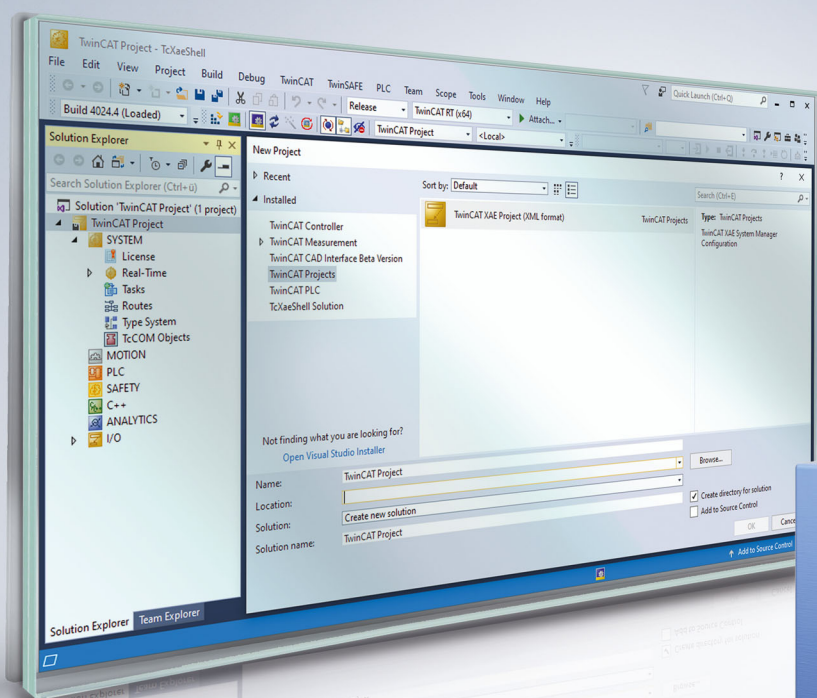 TwinCAT Project - TcXaeShell
File Edit View Project Build Debug TwinCAT TwinSAFE PLC Team Scope Tools Window Help
Quick Launch (Ctrl+Q)
Release TwinCAT RT (x64) Attach...
Build 4024.4 (Loaded) TwinCAT Project <Local>
Solution Explorer
Search Solution Explorer (Ctrl+ü)
Solution 'TwinCAT Project' (1 project)
TwinCAT Project
SYSTEM
License
Real-Time
Tasks
Routes
Type System
TcCOM Objects
MOTION
PLC
SAFETY
C++
ANALYTICS
I/O
Solution Explorer Team Explorer
New Project
? X
Recent
Installed
TwinCAT Controller
TwinCAT Measurement
TwinCAT CAD Interface Beta Version
TwinCAT Projects
TwinCAT PLC
TcXaeShell Solution
Not finding what you are looking for?
Open Visual Studio Installer
Sort by: Default
TwinCAT XAE Project (XML format) TwinCAT Projects
Search (Ctrl+E)
Type: TwinCAT Projects
TwinCAT XAE System Manager
Configuration
Name: TwinCAT Project
Location:
Browse...
Solution: Create new solution
Solution name: TwinCAT Project
Create directory for solution
Add to Source Control
OK Cance
Add to Source Control